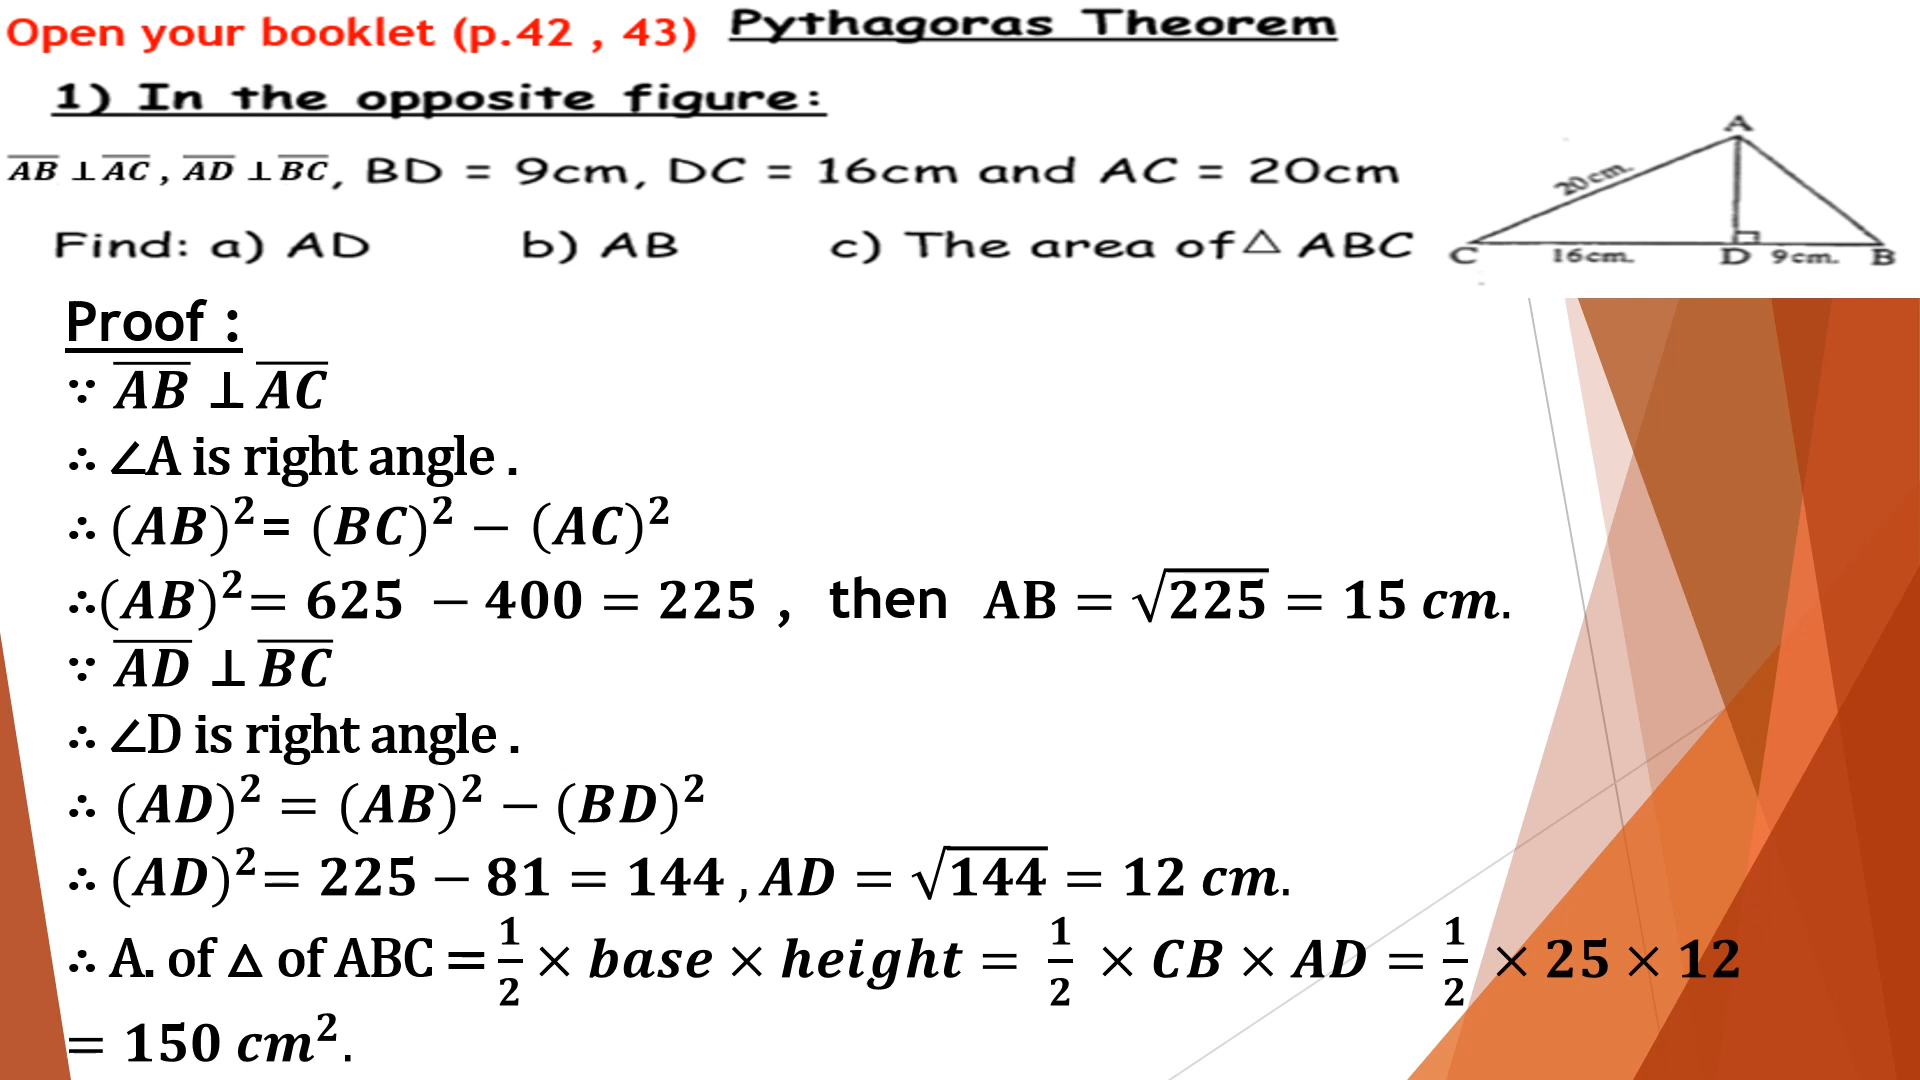 Open your booklet (p.42 , 43) Pythagoras Theorem
1) In the opposite figure:
AB ⊥ AC , AD ⊥ BC, BD = 9cm, DC = 16cm and AC = 20cm
Find: a) AD b) AB c) The area of △ ABC
A
20cm.
C 16cm. D 9cm. B
Proof :
∵ AB ⊥ AC
∴ ∠A is right angle .
∴ (AB)²= (BC)² − (AC)²
∴(AB)²= 625 − 400 = 225 , then AB = √225 = 15 cm.
∵ AD ⊥ BC
∴ ∠D is right angle .
∴ (AD)² = (AB)² − (BD)²
∴ (AD)²= 225 − 81 = 144 , AD = √144 = 12 cm.
∴ A. of △ of ABC = 1/2 × base × height = 1/2 × CB × AD = 1/2 × 25 × 12
= 150 cm².